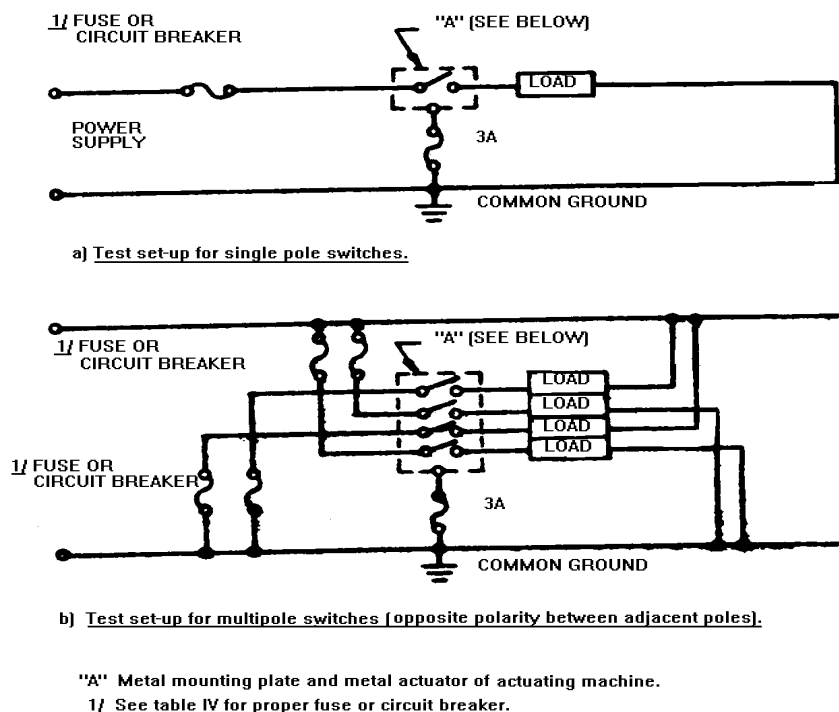 1/ FUSE OR
CIRCUIT BREAKER
"A" (SEE BELOW)
LOAD
POWER
SUPPLY
3A
COMMON GROUND
a) Test set-up for single pole switches.
1/ FUSE OR
CIRCUIT BREAKER
"A" (SEE BELOW)
LOAD
LOAD
LOAD
LOAD
1/ FUSE OR
CIRCUIT BREAKER
3A
COMMON GROUND
b) Test set-up for multipole switches (opposite polarity between adjacent poles).
"A" Metal mounting plate and metal actuator of actuating machine.
1/ See table IV for proper fuse or circuit breaker.